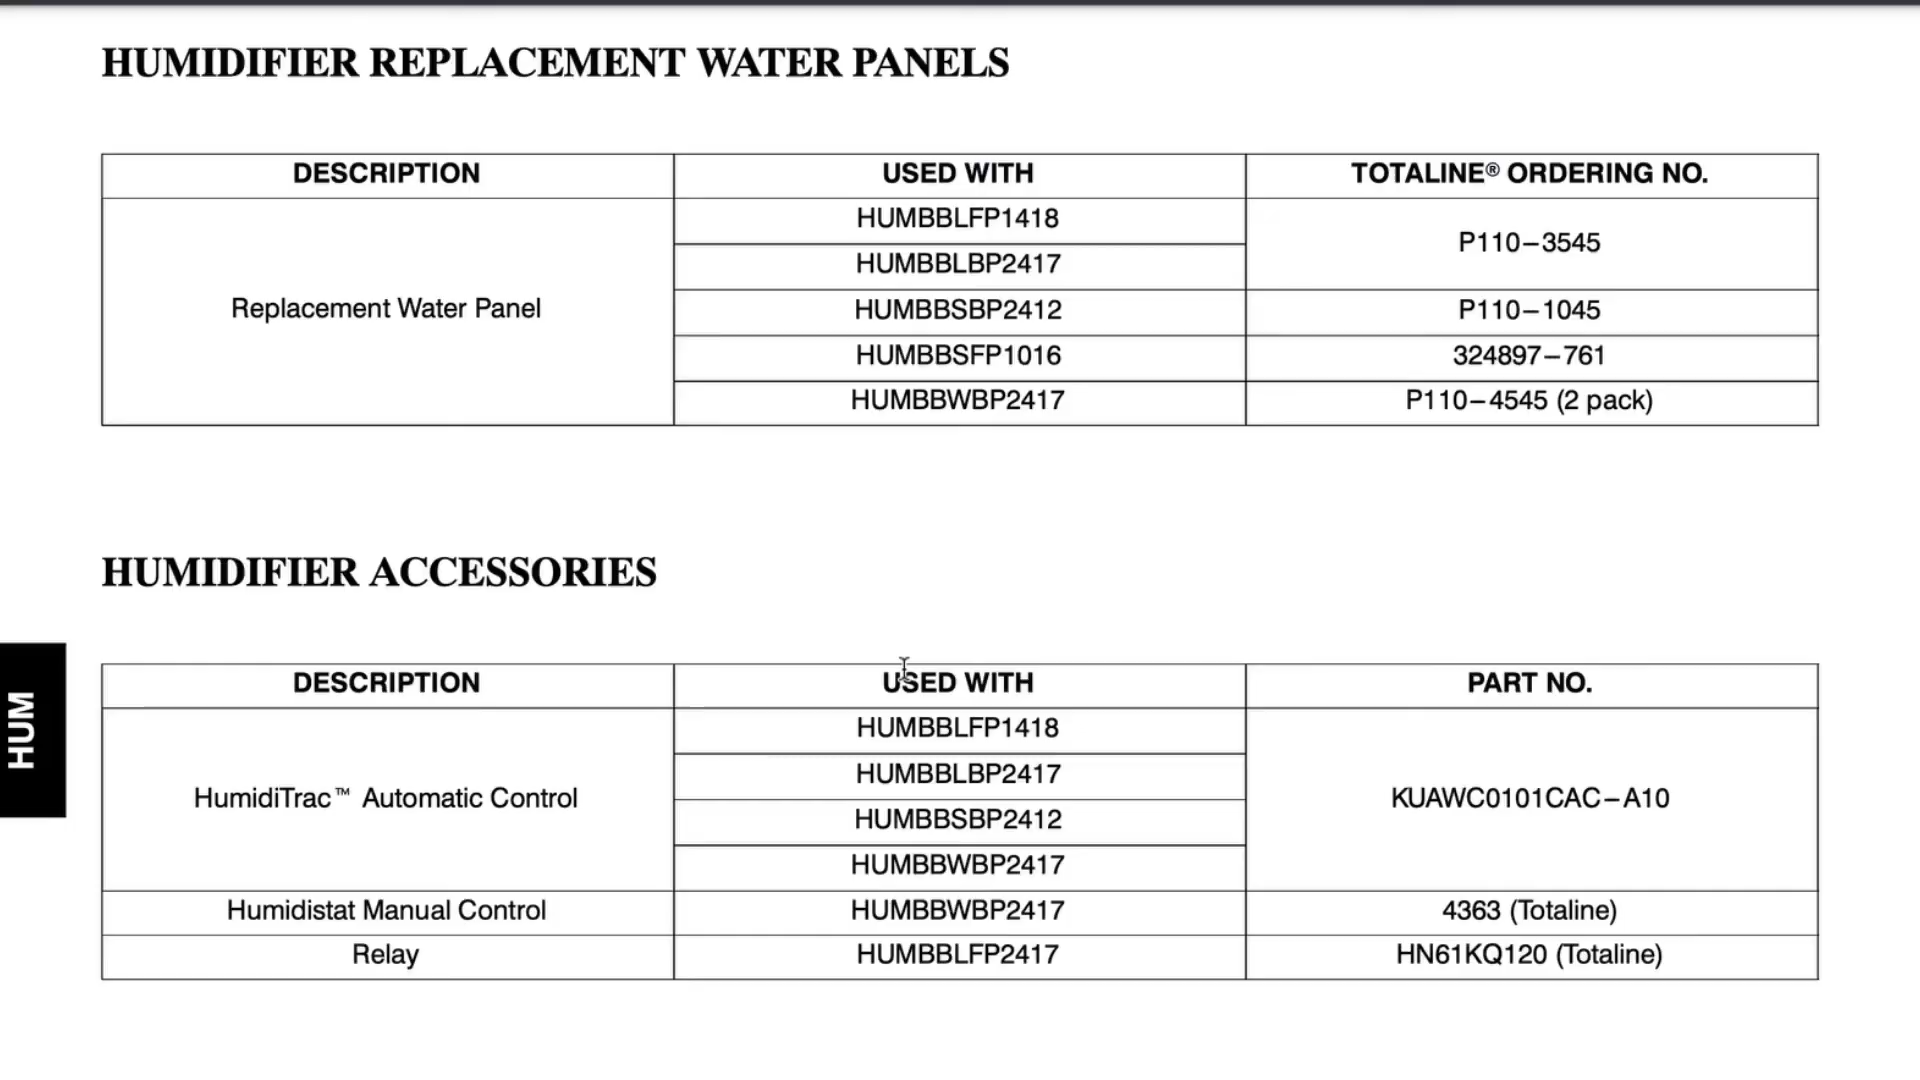 HUMIDIFIER REPLACEMENT WATER PANELS
DESCRIPTION USED WITH TOTALINE® ORDERING NO.
Replacement Water Panel
HUMBBLFP1418
HUMBBLBP2417
P110–3545
HUMBBSBP2412 P110–1045
HUMBBSFP1016 324897–761
HUMBBWBP2417 P110–4545 (2 pack)
HUMIDIFIER ACCESSORIES
DESCRIPTION USED WITH PART NO.
HumidiTrac™ Automatic Control
HUMBBLFP1418
HUMBBLBP2417
HUMBBSBP2412
HUMBBWBP2417
KUAWC0101CAC–A10
Humidistat Manual Control HUMBBWBP2417 4363 (Totaline)
Relay HUMBBLFP2417 HN61KQ120 (Totaline)
HUM